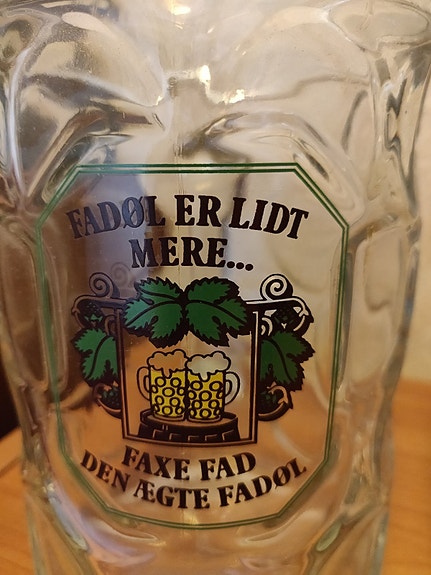 FADØL ER LIDT
MERE...
FAXE FAD
DEN ÆGTE FADØL